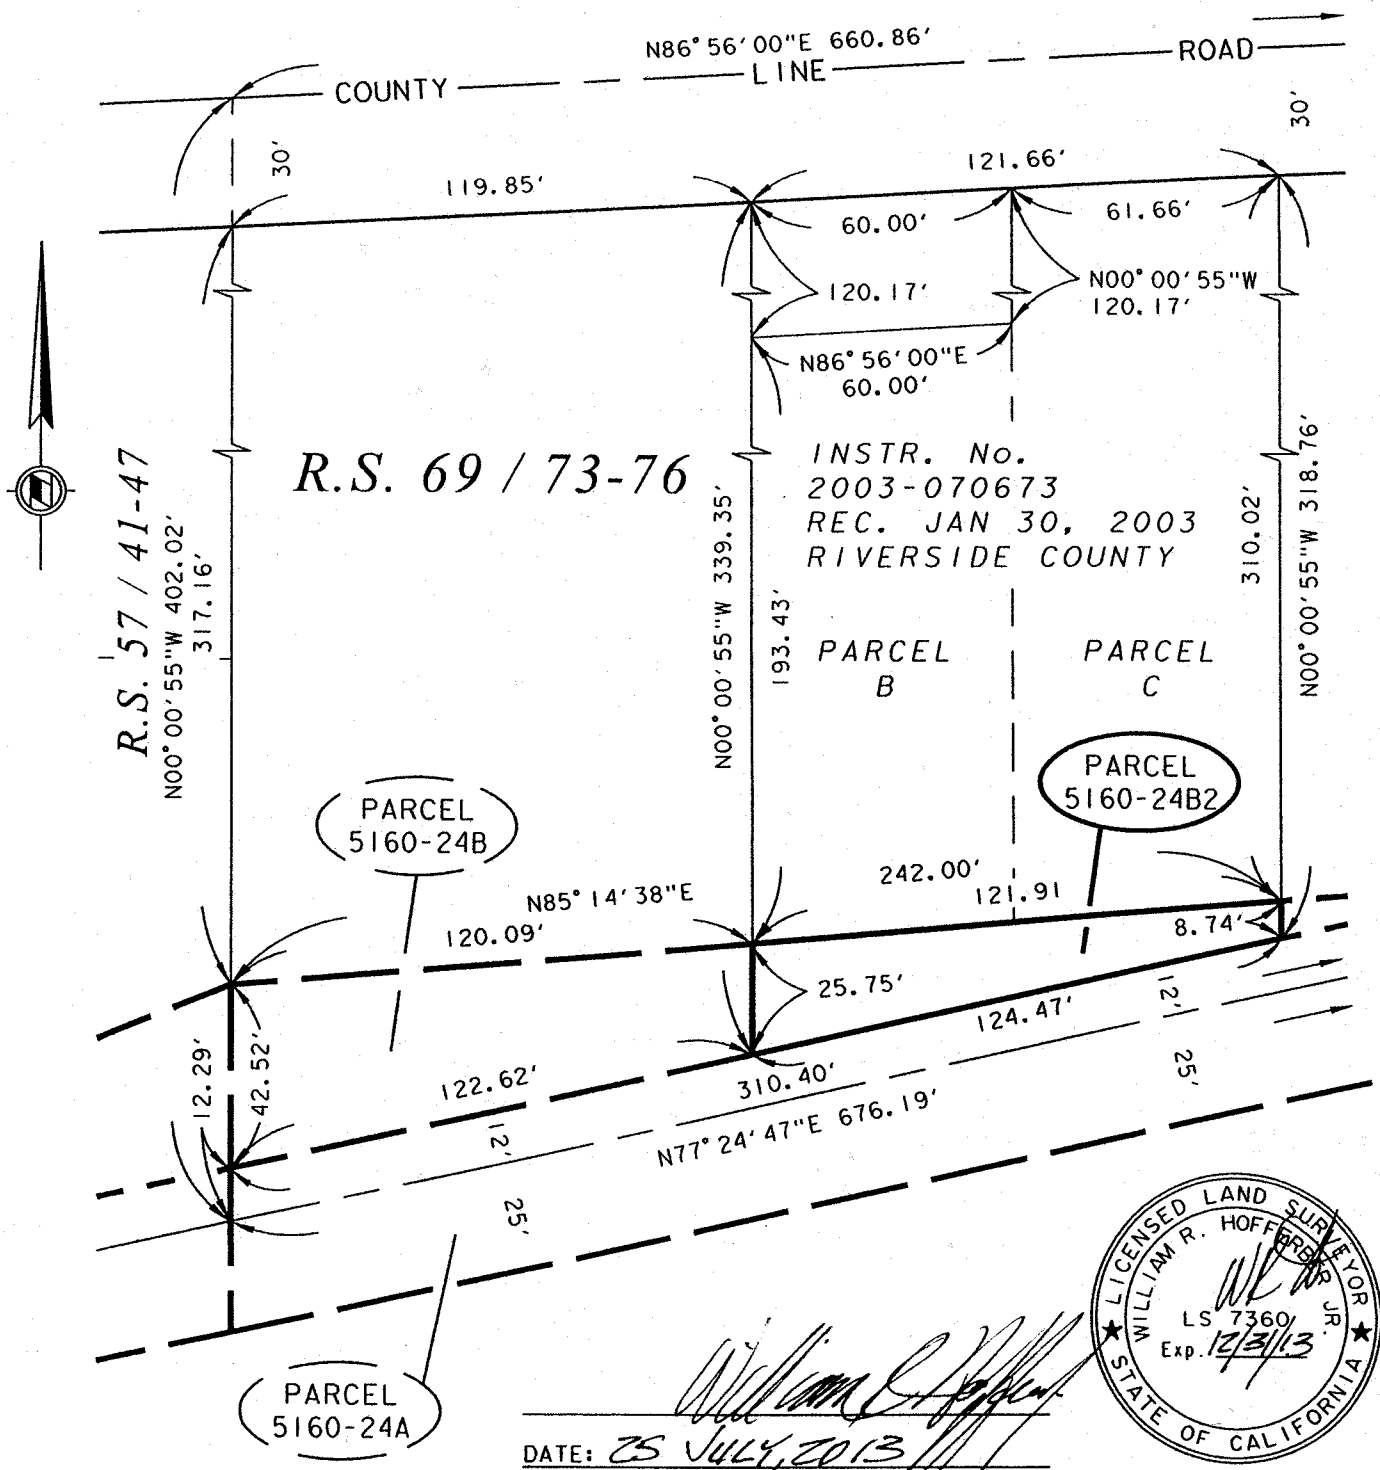 N86°56'00"E 660.86'
COUNTY LINE ROAD
30'
30'
119.85'
121.66'
60.00'
61.66'
120.17'
N00°00'55"W
120.17'
N86°56'00"E
60.00'
R.S. 57 / 41-47
N00°00'55"W 402.02'
317.16'
R.S. 69 / 73-76
N00°00'55"W 339.35'
193.43'
INSTR. No.
2003-070673
REC. JAN 30, 2003
RIVERSIDE COUNTY
310.02'
N00°00'55"W 318.76'
PARCEL
B
PARCEL
C
PARCEL
5160-24B
PARCEL
5160-24B2
242.00'
N85°14'38"E
121.91
120.09'
8.74'
25.75'
12.29'
42.52'
122.62'
124.47'
12'
310.40'
N77°24'47"E 676.19'
12'
25'
25'
PARCEL
5160-24A
LICENSED LAND SURVEYOR
WILLIAM R. HOFFERBER JR.
LS 7360
Exp. 12/31/13
STATE OF CALIFORNIA
DATE: 25 JULY, 2013